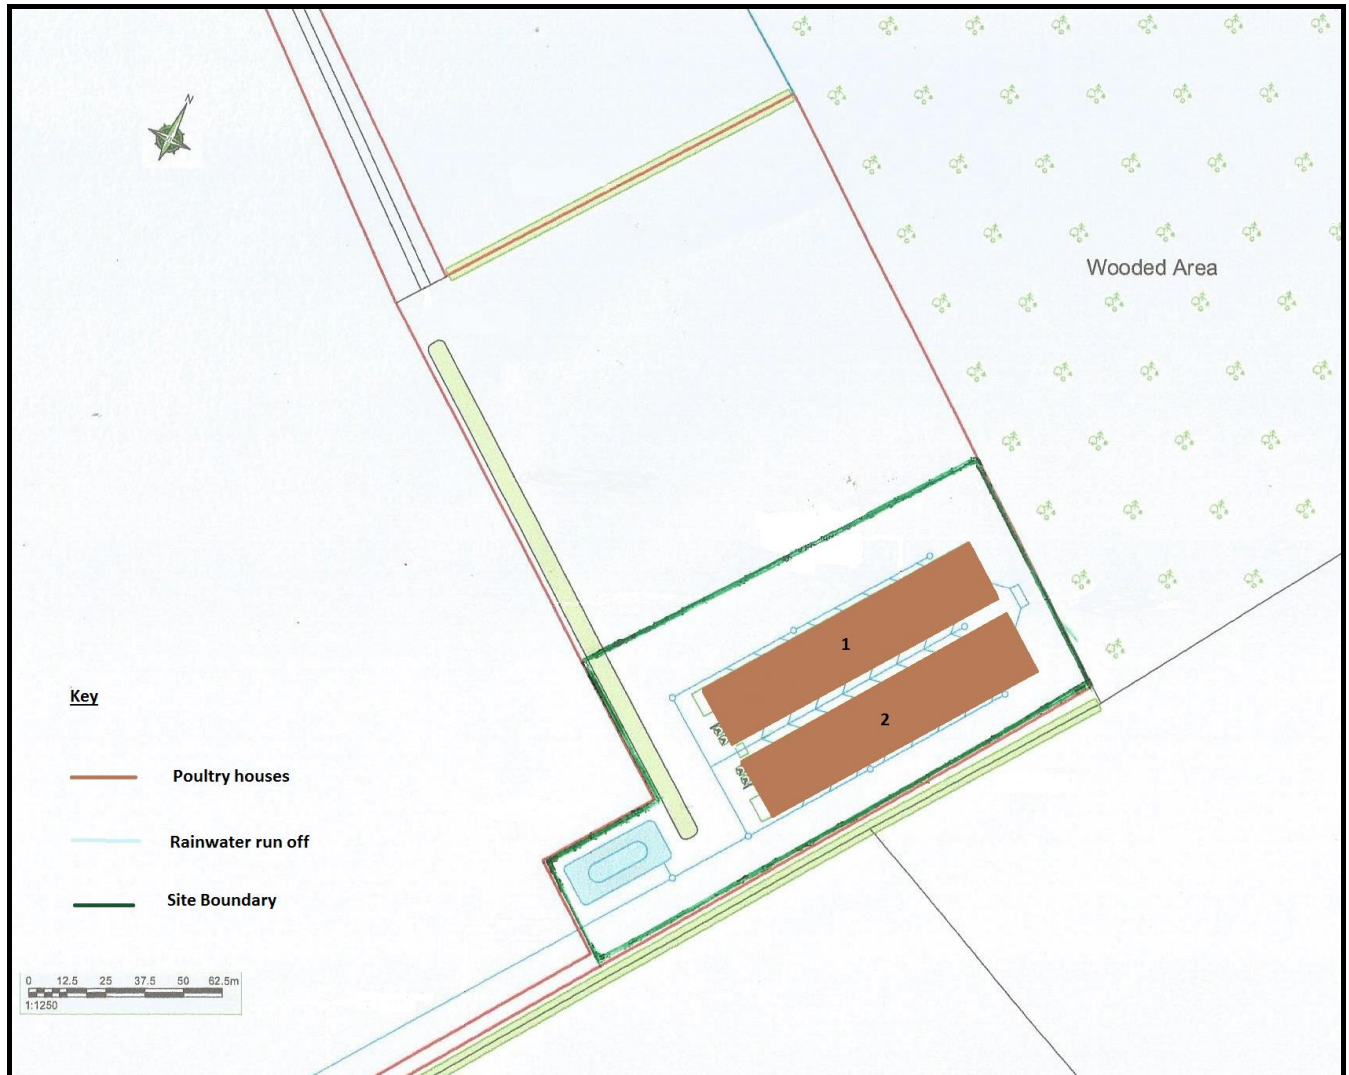 N
Wooded Area
1
2
Key
Poultry houses
Rainwater run off
Site Boundary
0 12.5 25 37.5 50 62.5m
1:1250